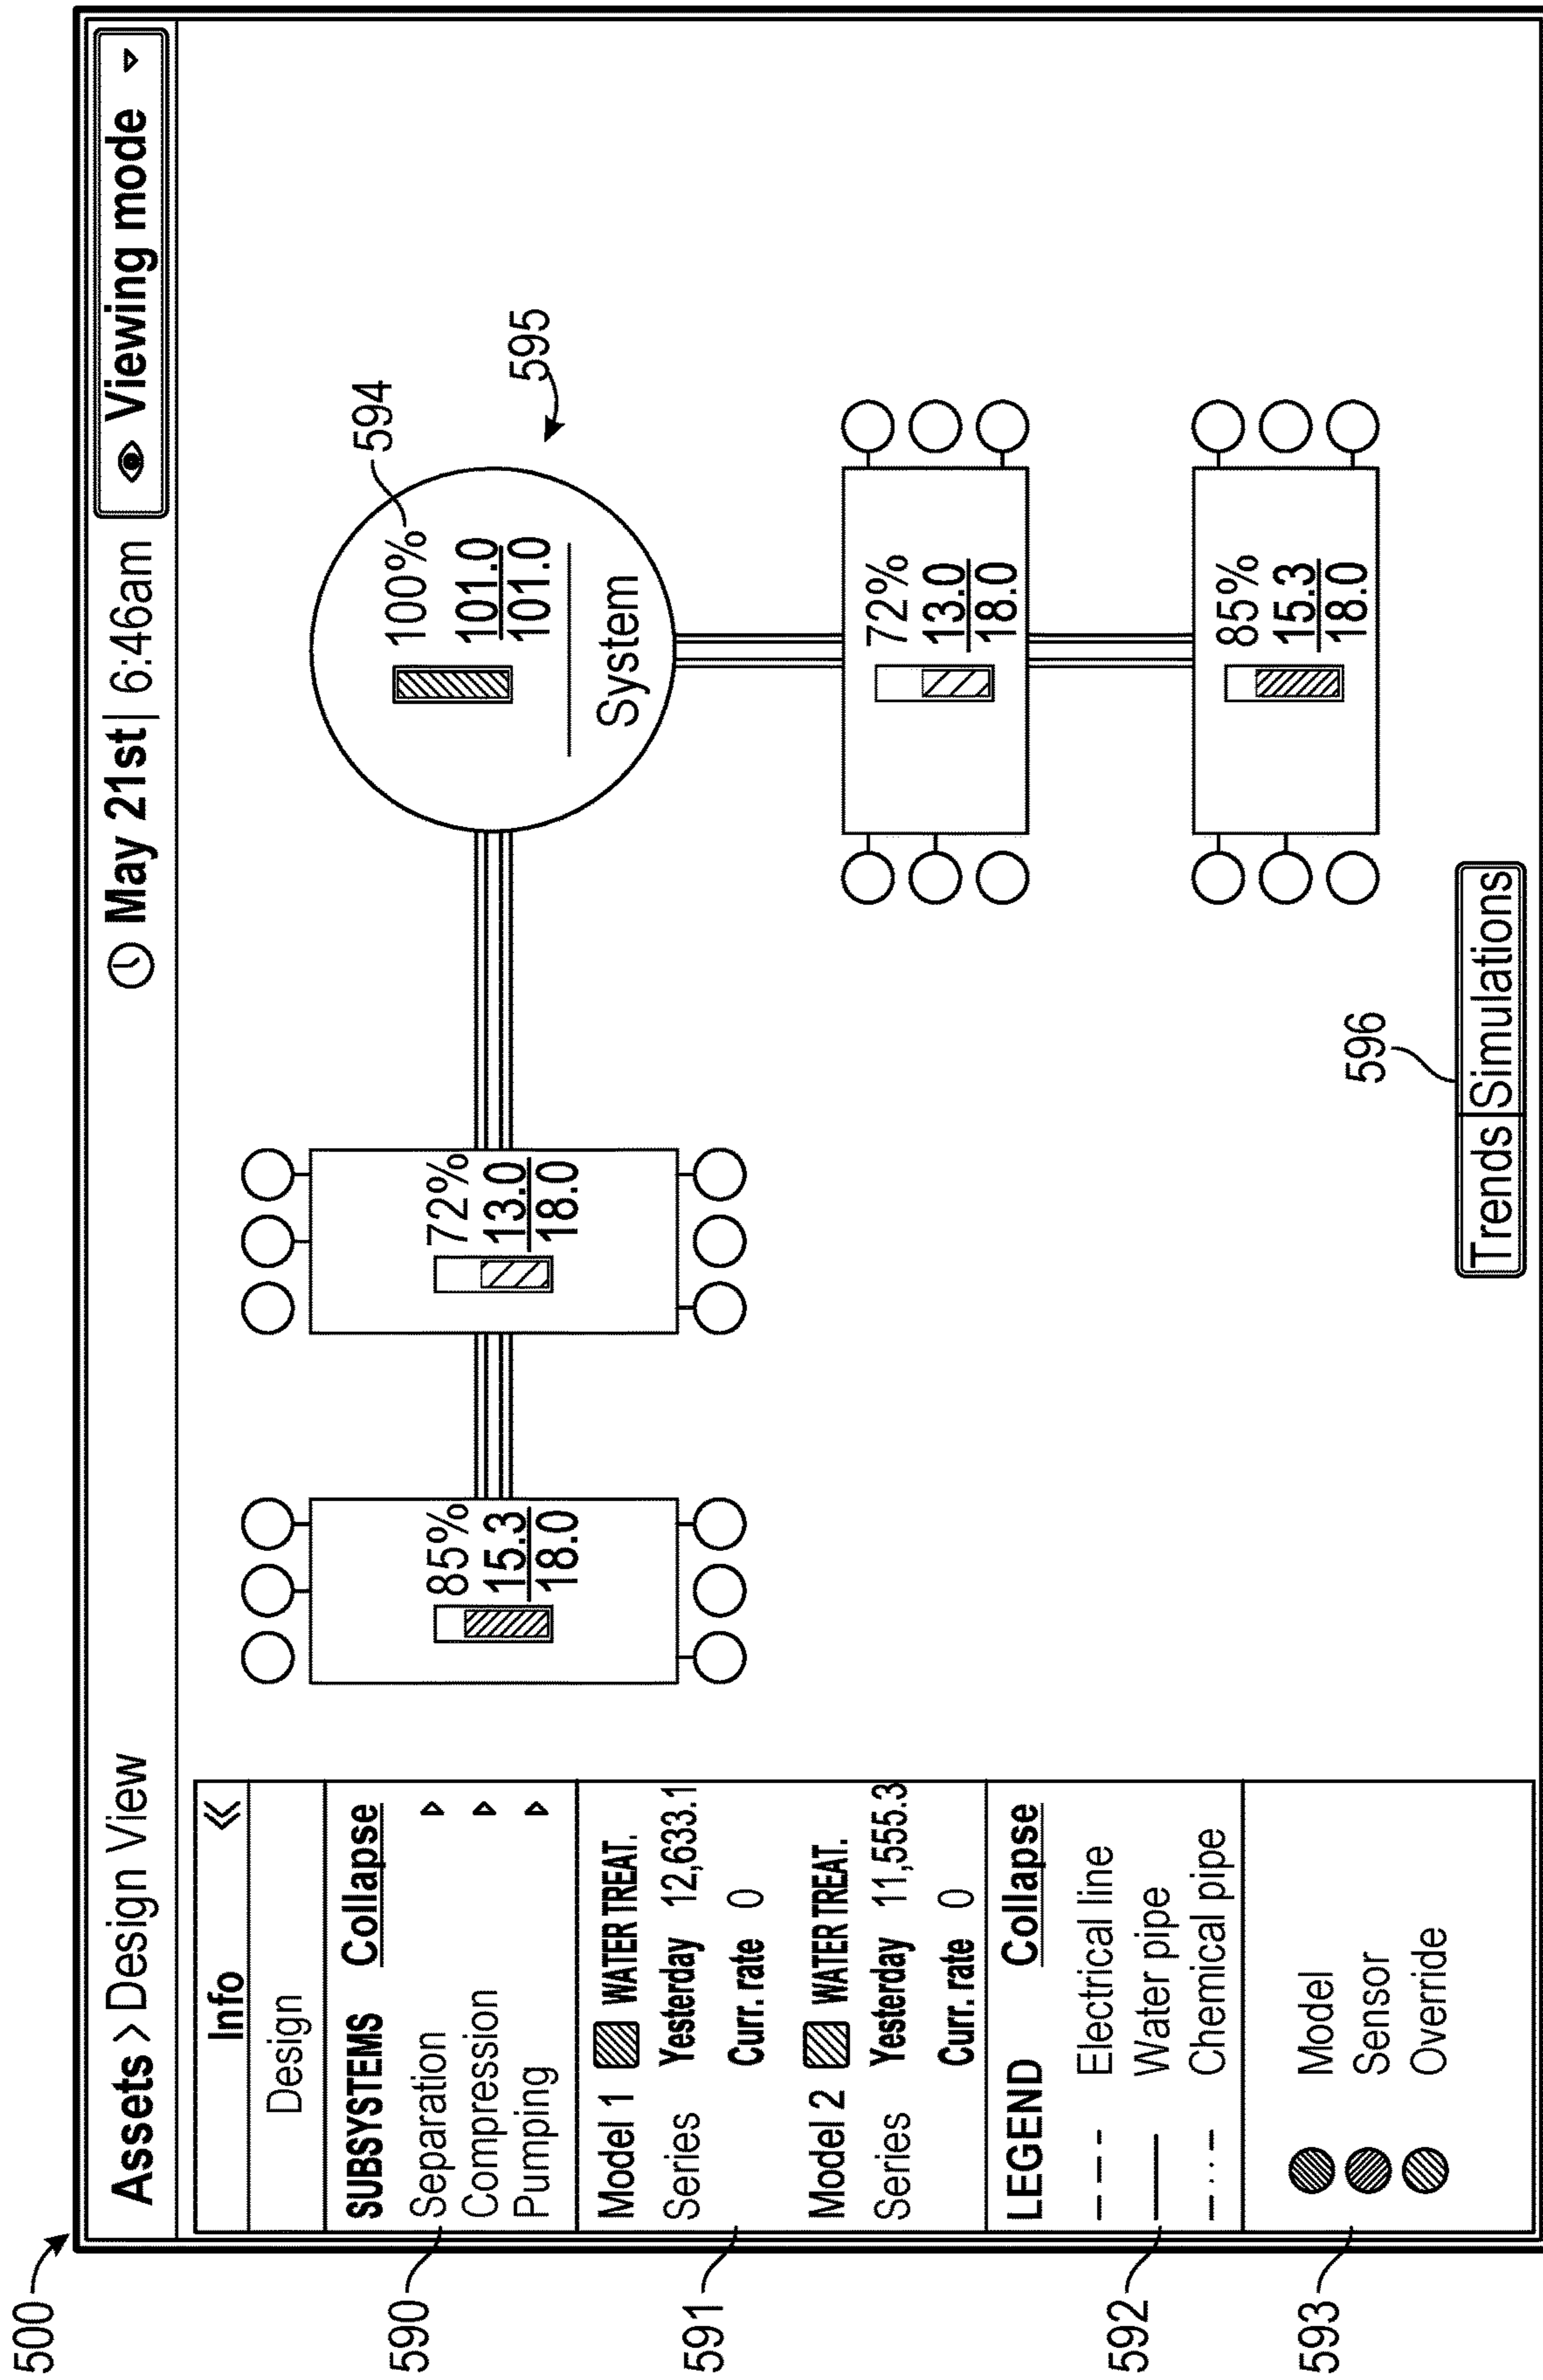 500
Assets > Design View
May 21st | 6:46am
Viewing mode
Info
Design
590
SUBSYSTEMS Collapse
Separation
Compression
Pumping
591
Model 1 WATER TREAT.
Series Yesterday 12,633.1
Curr. rate 0
Model 2 WATER TREAT.
Series Yesterday 11,555.3
Curr. rate 0
592
LEGEND Collapse
Electrical line
Water pipe
Chemical pipe
593
Model
Sensor
Override
85%
15.3
18.0
72%
13.0
18.0
594
100%
101.0
101.0
System
595
72%
13.0
18.0
85%
15.3
18.0
596
Trends Simulations